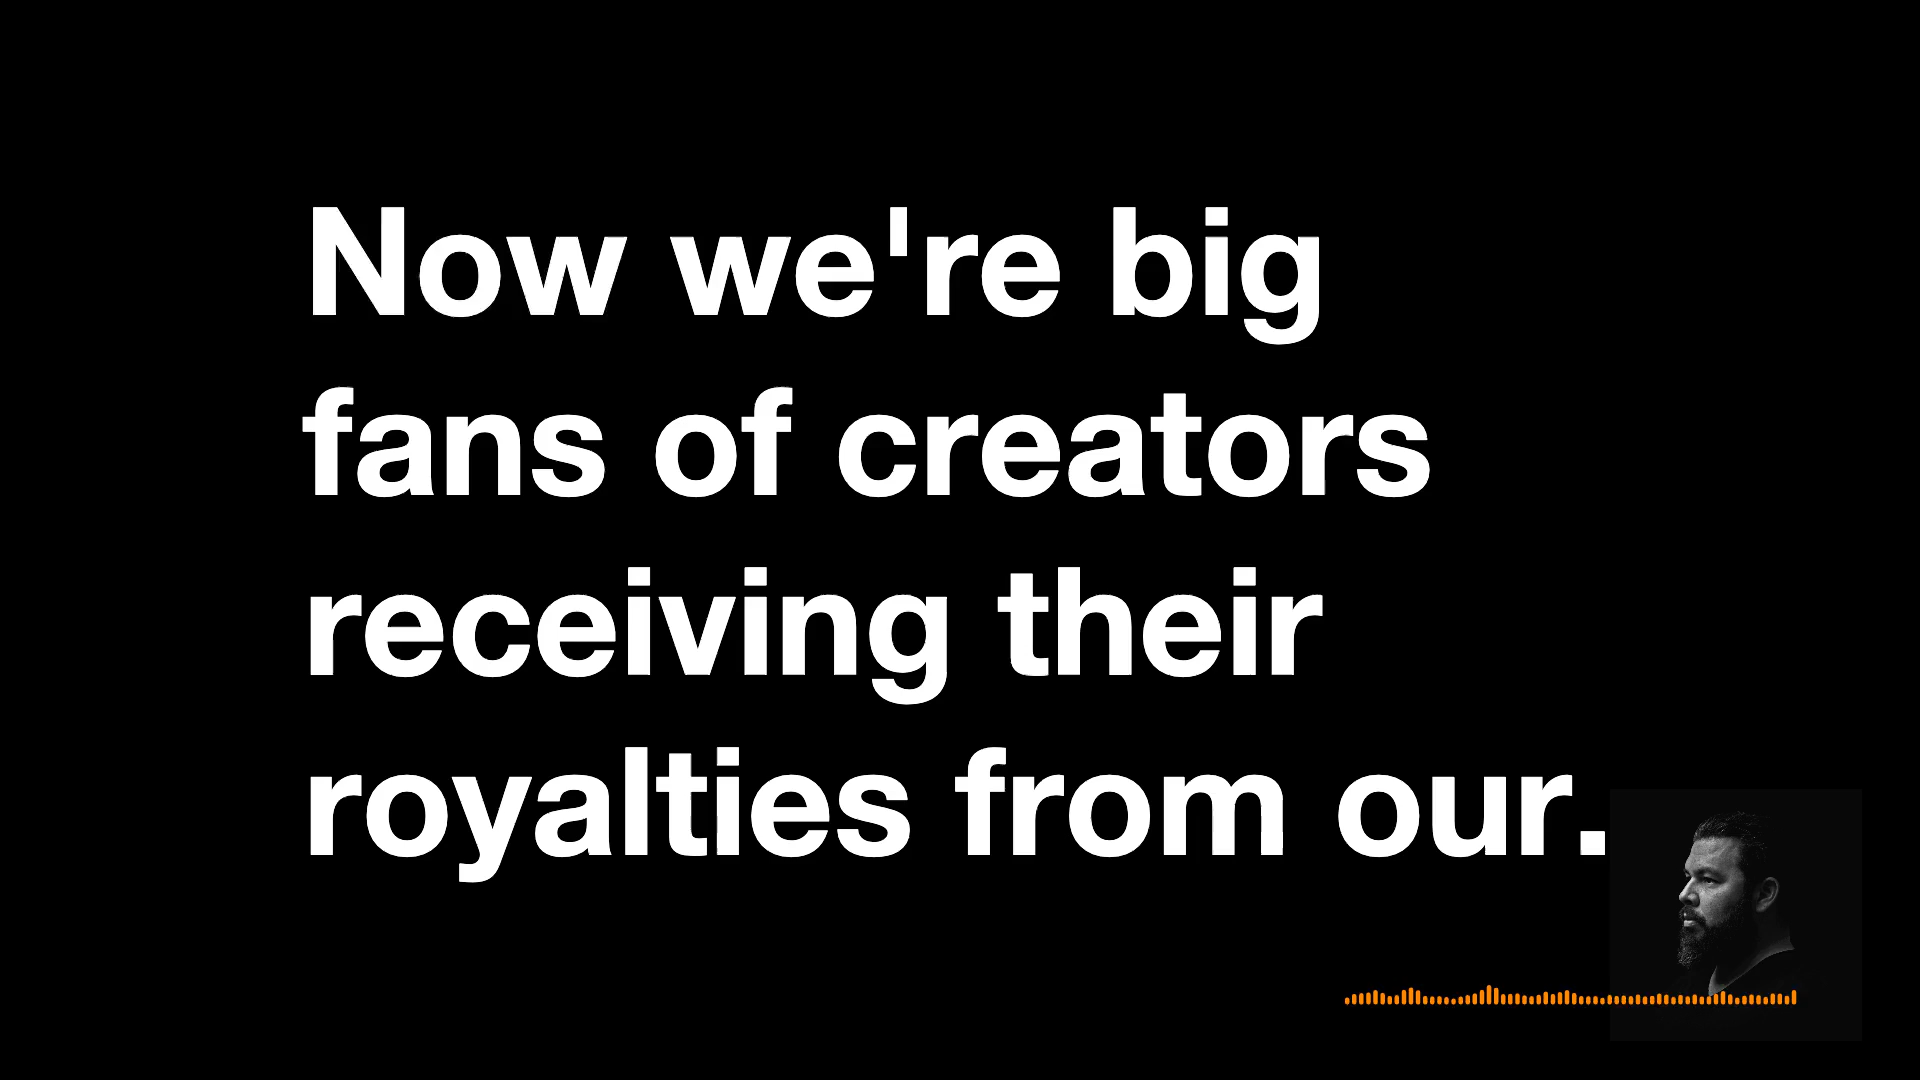 Now we're big
fans of creators
receiving their
royalties from our.